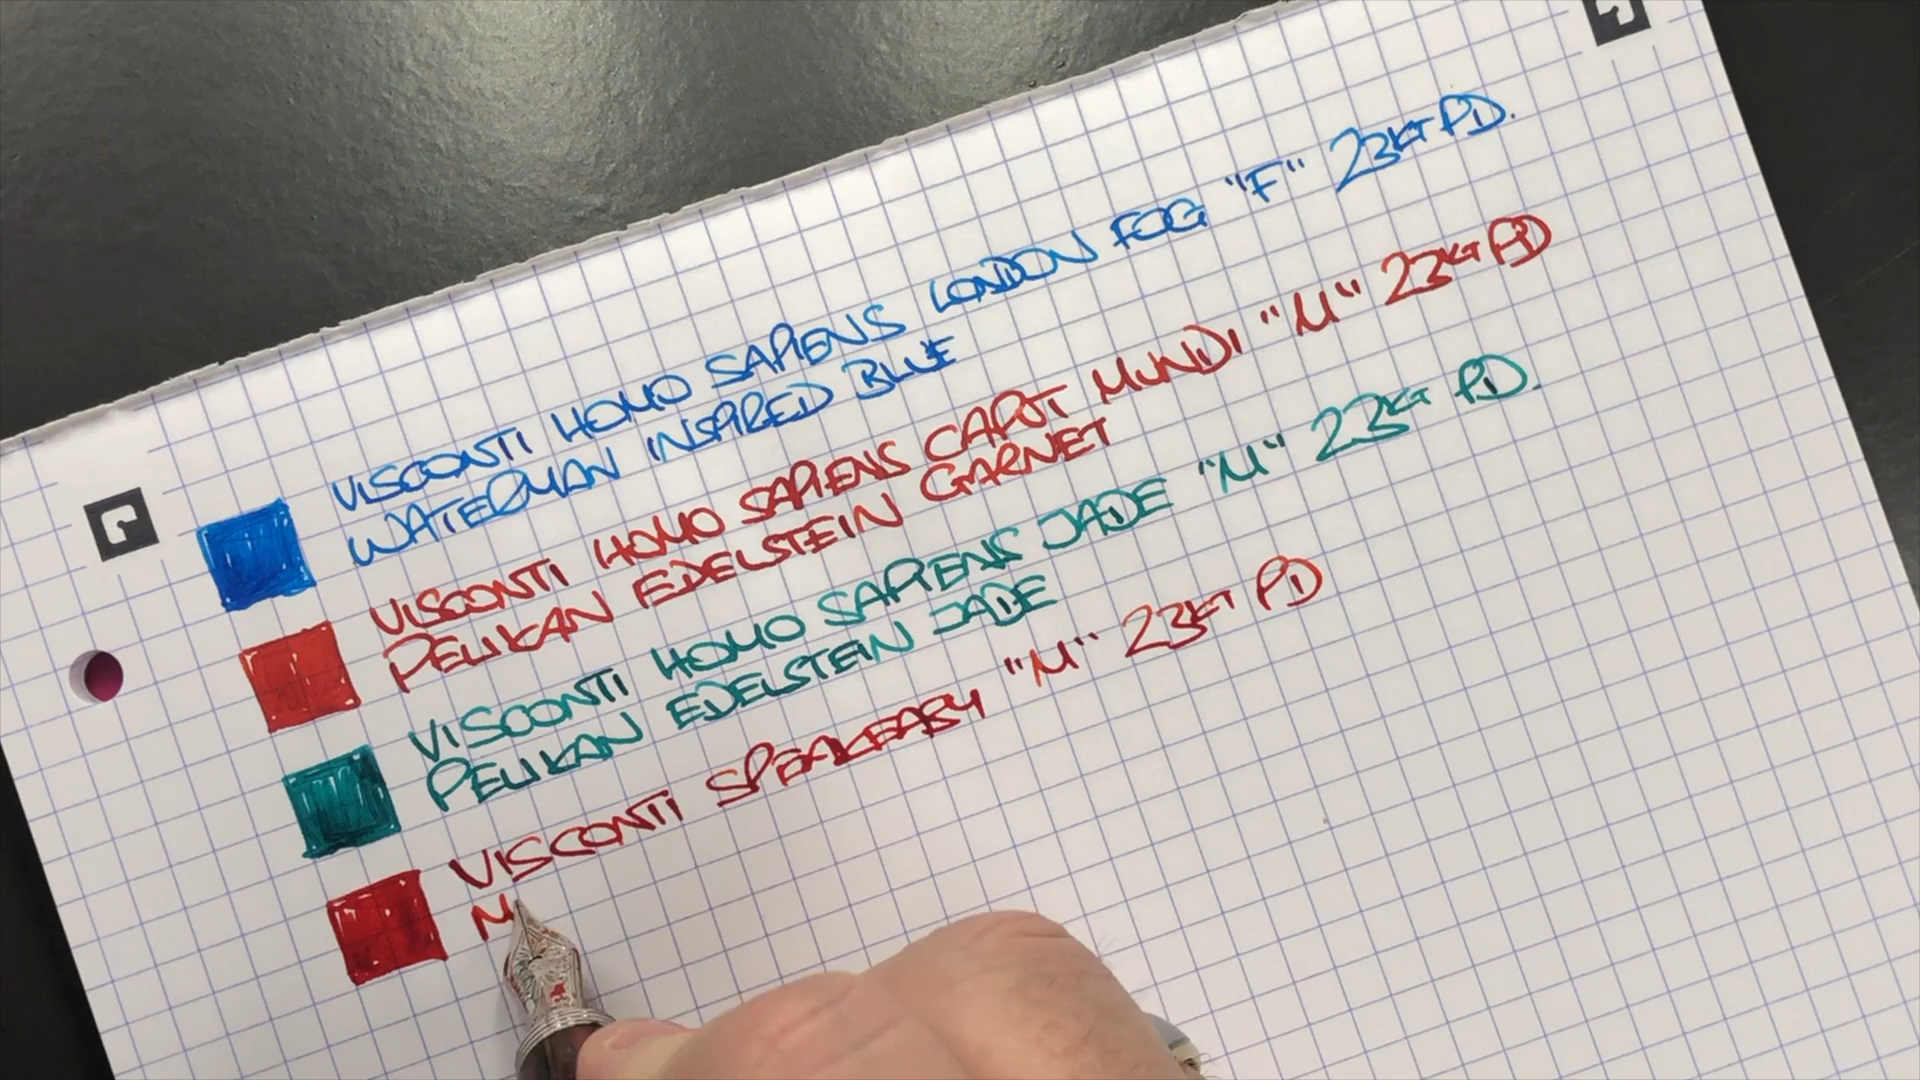 VISCONTI HOMO SAPIENS LONDON FOG "F" 23KT PD.
WATERMAN INSPIRED BLUE
VISCONTI HOMO SAPIENS CAPUT MUNDI "M" 23KT PD
PELIKAN EDELSTEIN GARNET
VISCONTI HOMO SAPIENS JADE "M" 23KT PD.
PELIKAN EDELSTEIN JADE
VISCONTI SPEAKEASY "M" 23KT PD